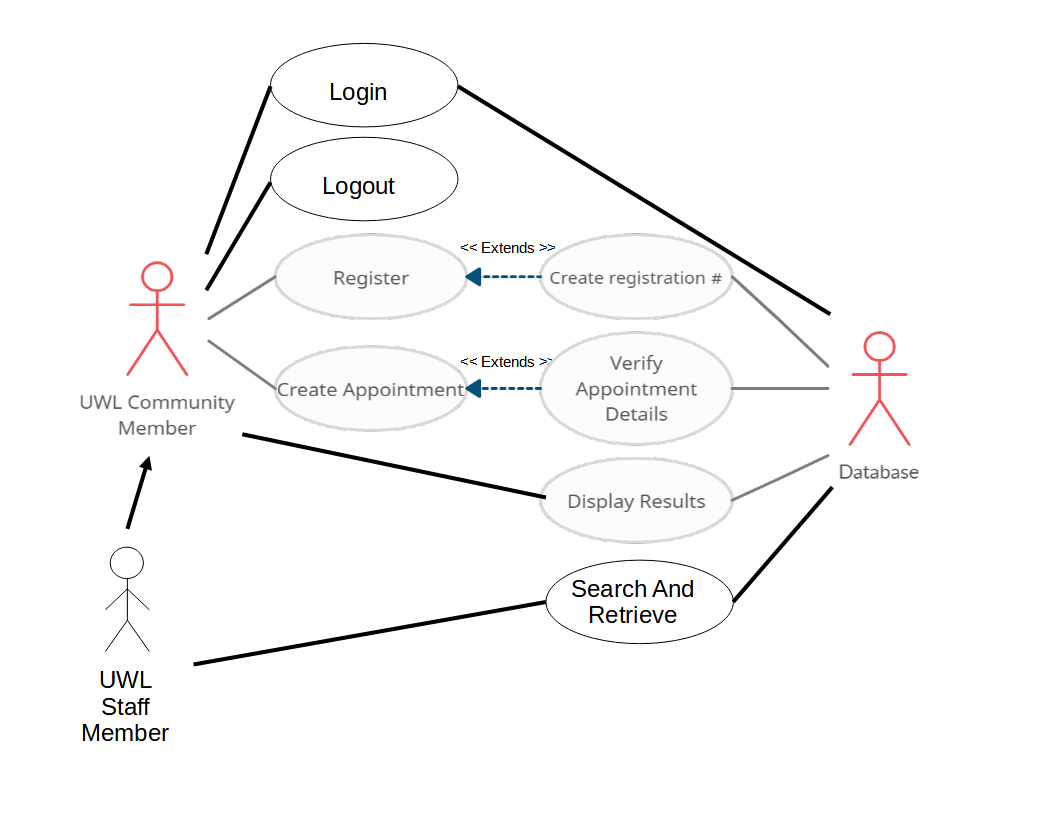 Login
Logout
<< Extends >>
Register
Create registration #
<< Extends >>
Create Appointment
Verify
Appointment
Details
UWL Community
Member
Display Results
Database
Search And
Retrieve
UWL
Staff
Member